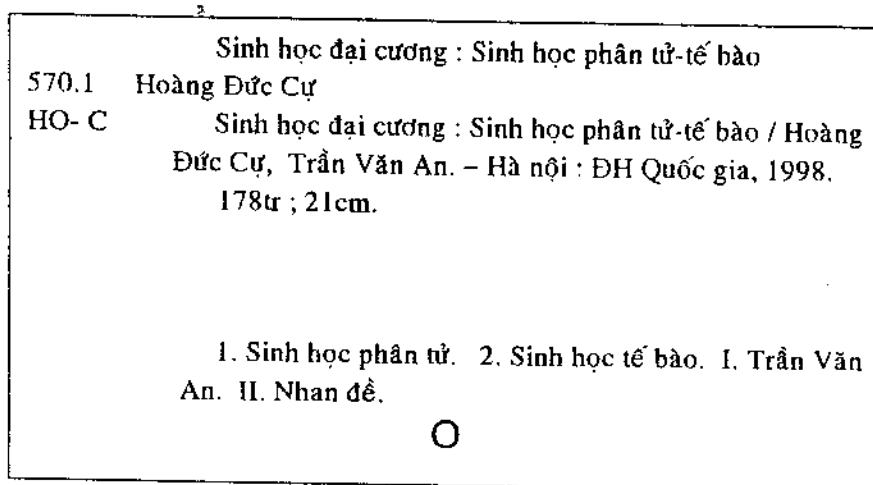 Sinh học đại cương : Sinh học phân tử-tế bào
570.1 Hoàng Đức Cự
HO- C Sinh học đại cương : Sinh học phân tử-tế bào / Hoàng
Đức Cự, Trần Văn An. – Hà nội : ĐH Quốc gia, 1998.
178tr ; 21cm.
1. Sinh học phân tử. 2. Sinh học tế bào. I. Trần Văn
An. II. Nhan đề.